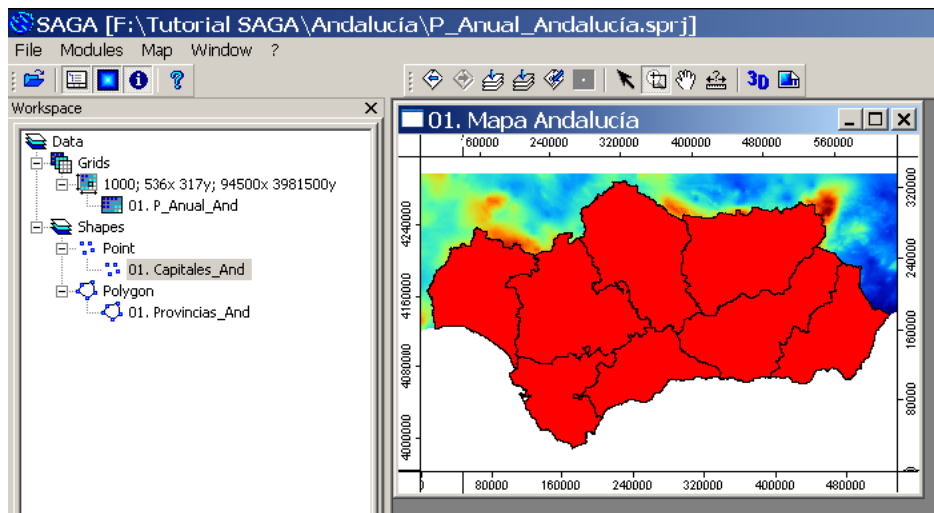 SAGA [F:\Tutorial SAGA\Andalucía\P_Anual_Andalucía.sprj]
File Modules Map Window ?
3D
Workspace
X
Data
Grids
1000; 536x 317y; 94500x 3981500y
01. P_Anual_And
Shapes
Point
01. Capitales_And
Polygon
01. Provincias_And
01. Mapa Andalucía
160000 240000 320000 400000 480000 560000
4240000
4160000
4080000
4000000
320000
240000
160000
80000
0
0 80000 160000 240000 320000 400000 480000